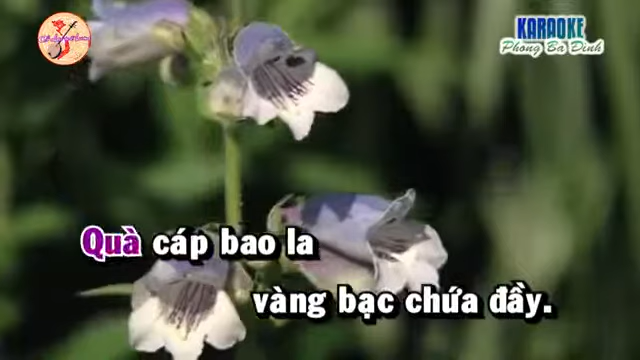 KARAOKE
Phong Ba Đình
Quà cáp bao la
vàng bạc chứa đầy.